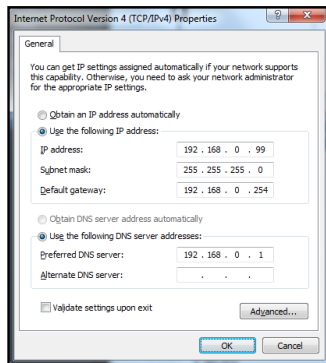 Internet Protocol Version 4 (TCP/IPv4) Properties
General
You can get IP settings assigned automatically if your network supports
this capability. Otherwise, you need to ask your network administrator
for the appropriate IP settings.
Obtain an IP address automatically
Use the following IP address:
IP address: 192 . 168 . 0 . 99
Subnet mask: 255 . 255 . 255 . 0
Default gateway: 192 . 168 . 0 . 254
Obtain DNS server address automatically
Use the following DNS server addresses:
Preferred DNS server: 192 . 168 . 0 . 1
Alternate DNS server: . . .
Validate settings upon exit
Advanced...
OK Cancel